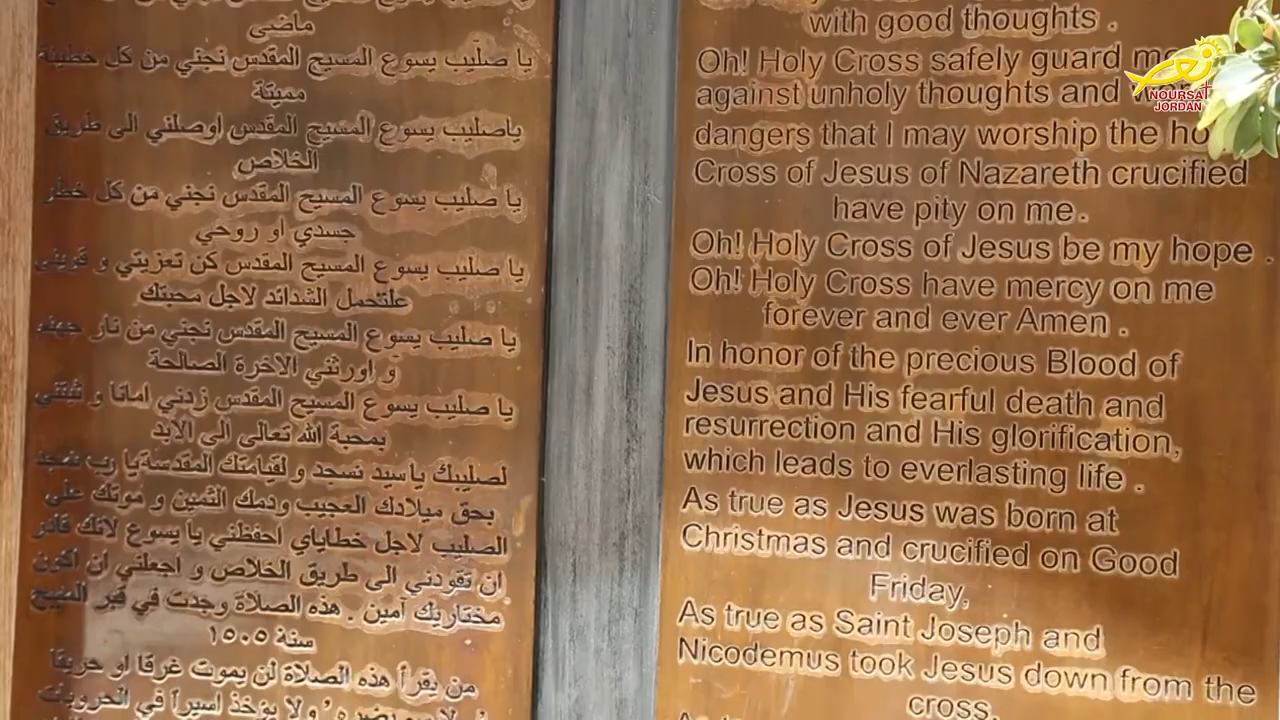 ماضي
يا صليب يسوع المسيح المقدس نجني من كل خطيئة
مميتة
ياصليب يسوع المسيح المقدس اوصلني الى طريق
الخلاص
يا صليب يسوع المسيح المقدس نجني من كل خطر
جسدي او روحي
يا صليب يسوع المسيح المقدس كن تعزيتي و قويني
علتحمل الشدائد لاجل محبتك
يا صليب يسوع المسيح المقدس نجني من نار جهنم
و اورثني الاخرة الصالحة
يا صليب يسوع المسيح المقدس زدني امانا و ثبتني
بمحبة الله تعالى الى الابد
لصليبك ياسيد نسجد و لقيامتك المقدسة يا رب نمجد
بحق ميلادك العجيب ودمك الثمين و موتك على
الصليب لاجل خطاياي احفظني يا يسوع لانك قادر
ان تقودني الى طريق الخلاص و اجعلني ان اكون
مختاريك آمين . هذه الصلاة وجدت في قبر المسيح
سنة ١٥٠٥
من يقرأ هذه الصلاة لن يموت غرقا او حريقا
ولا يؤخذ اسيراً في
with good thoughts .
Oh! Holy Cross safely guard me
against unholy thoughts and
dangers that I may worship the
Cross of Jesus of Nazareth crucified
have pity on me.
Oh! Holy Cross of Jesus be my hope .
Oh! Holy Cross have mercy on me
forever and ever Amen .
In honor of the precious Blood of
Jesus and His fearful death and
resurrection and His glorification,
which leads to everlasting life .
As true as Jesus was born at
Christmas and crucified on Good
Friday,
As true as Saint Joseph and
Nicodemus took Jesus down from the
cross.
NOURSAT
JORDAN